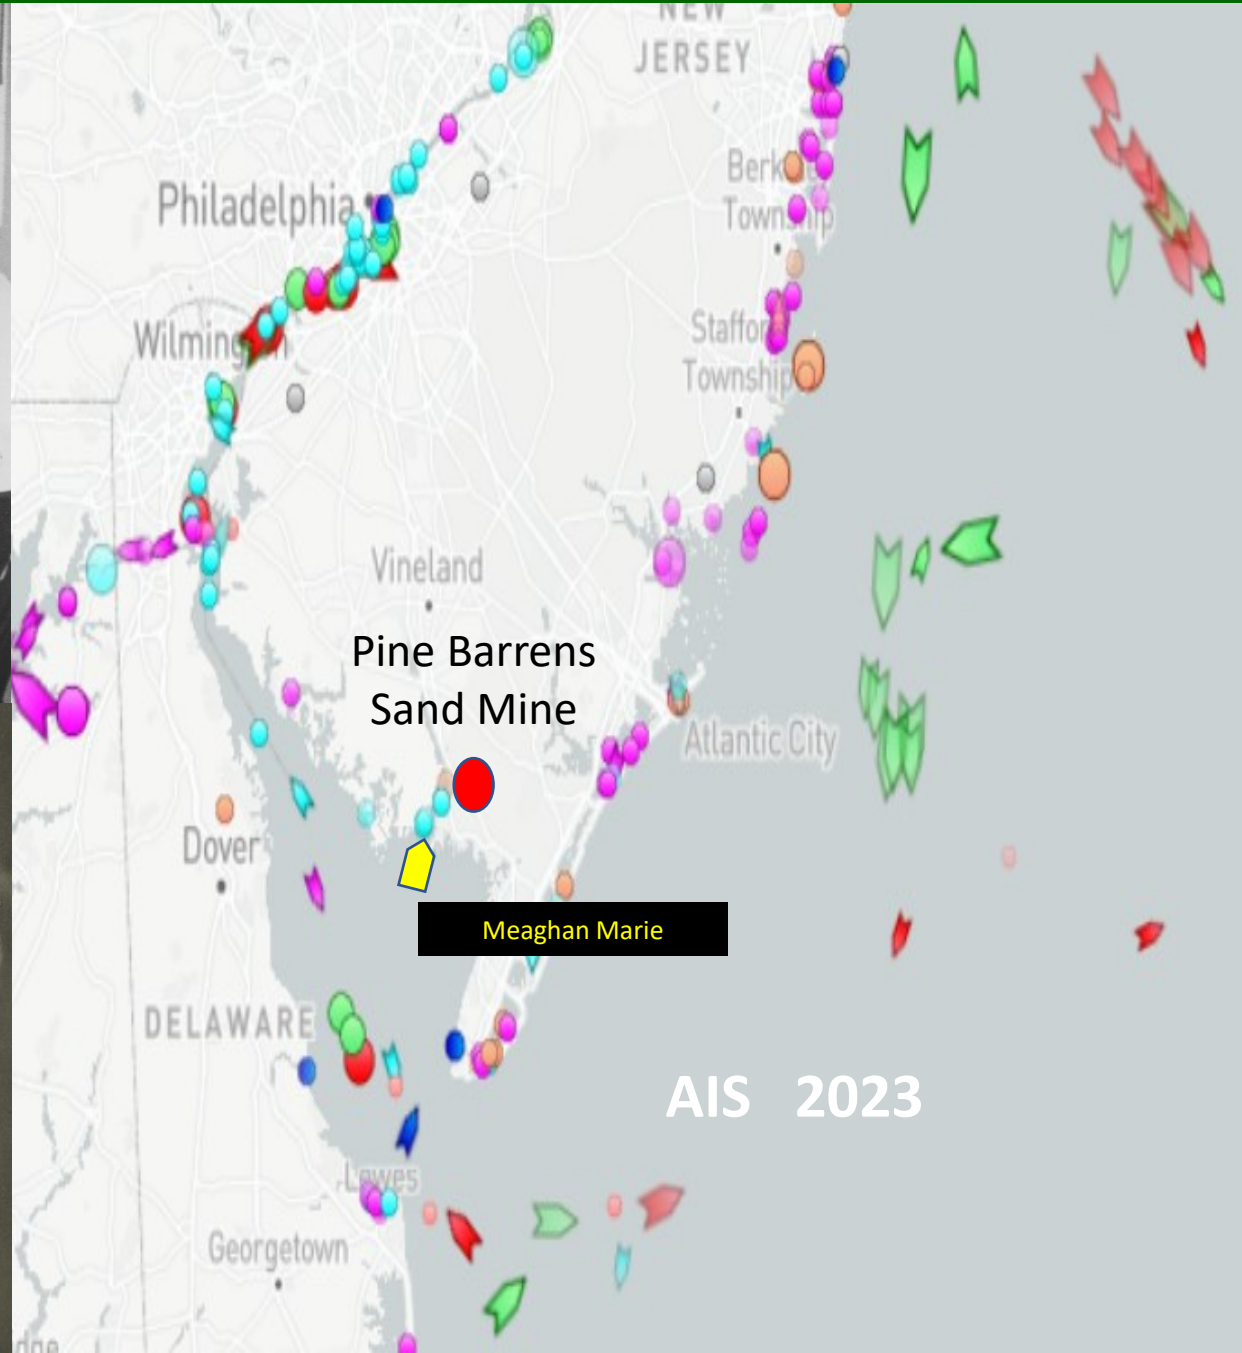 NEW
JERSEY
Philadelphia
Township
Wilmington
Stafford
Township
Vineland
Pine Barrens
Sand Mine
Atlantic City
Dover
Meaghan Marie
DELAWARE
AIS 2023
Lewes
Georgetown